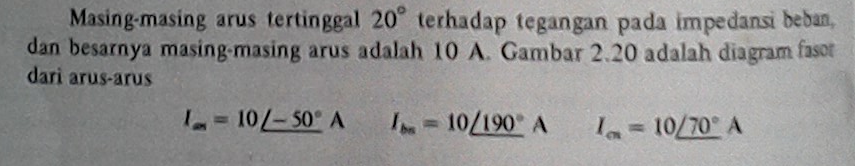 Masing-masing arus tertinggal 20° terhadap tegangan pada impedansi beban,
dan besarnya masing-masing arus adalah 10 A. Gambar 2.20 adalah diagram fasor
dari arus-arus
I_an = 10/-50° A I_bn = 10/190° A I_cn = 10/70° A